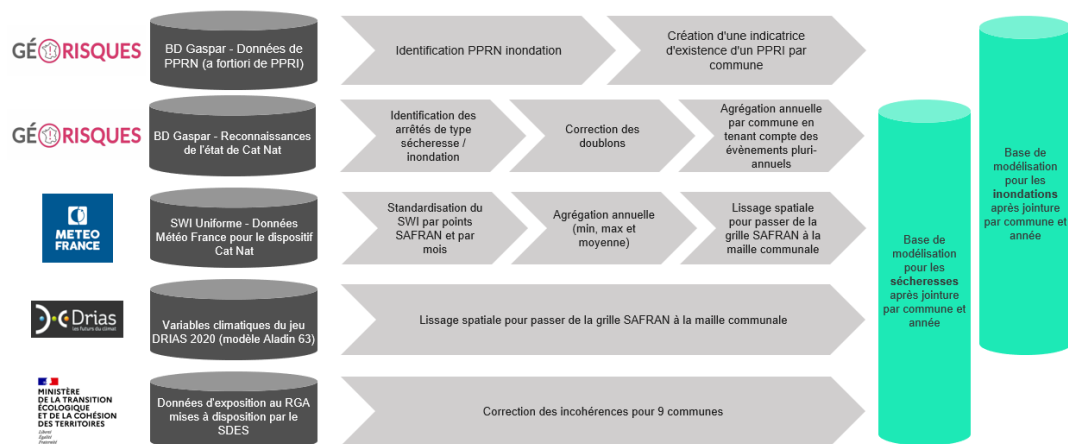 GÉORISQUES
BD Gaspar - Données de
PPRN (a fortiori de PPRI)
Identification PPRN inondation
Création d'une indicatrice
d'existence d'un PPRI par
commune
GÉORISQUES
BD Gaspar - Reconnaissances
de l'état de Cat Nat
Identification des
arrêtés de type
sécheresse /
inondation
Correction des
doublons
Agrégation annuelle
par commune en
tenant compte des
évènements pluri-
annuels
METEO
FRANCE
SWI Uniforme - Données
Météo France pour le dispositif
Cat Nat
Standardisation du
SWI par points
SAFRAN et par
mois
Agrégation annuelle
(min, max et
moyenne)
Lissage spatiale
pour passer de la
grille SAFRAN à la
maille communale
Drias
les futurs du climat
Variables climatiques du jeu
DRIAS 2020 (modèle Aladin 63)
Lissage spatiale pour passer de la grille SAFRAN à la maille communale
MINISTÈRE
DE LA TRANSITION
ÉCOLOGIQUE
ET DE LA COHÉSION
DES TERRITOIRES
Liberté
Égalité
Fraternité
Données d'exposition au RGA
mises à disposition par le
SDES
Correction des incohérences pour 9 communes
Base de
modélisation
pour les
sécheresses
après jointure
par commune et
année
Base de
modélisation
pour les
inondations
après jointure
par commune et
année